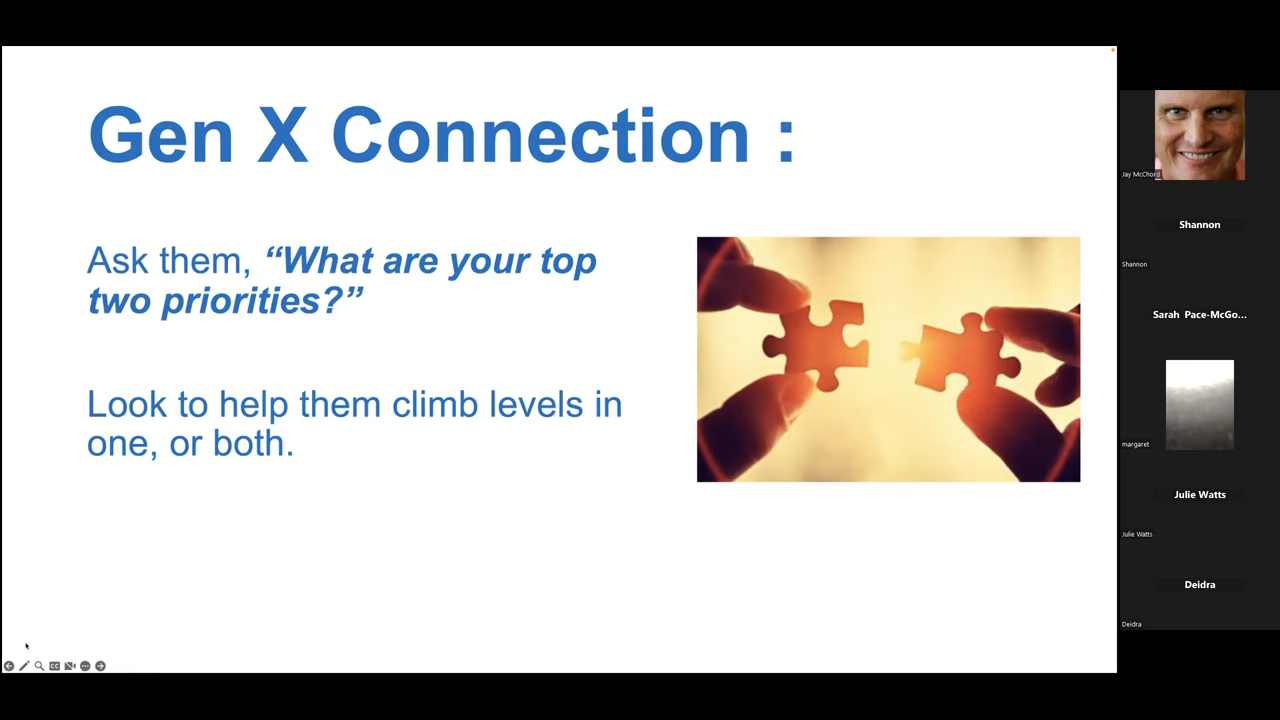 Gen X Connection :
Ask them, “What are your top
two priorities?”
Look to help them climb levels in
one, or both.
Jay McChord
Shannon
Shannon
Sarah Pace-McGo...
margaret
Julie Watts
Julie Watts
Deidra
Deidra
CC